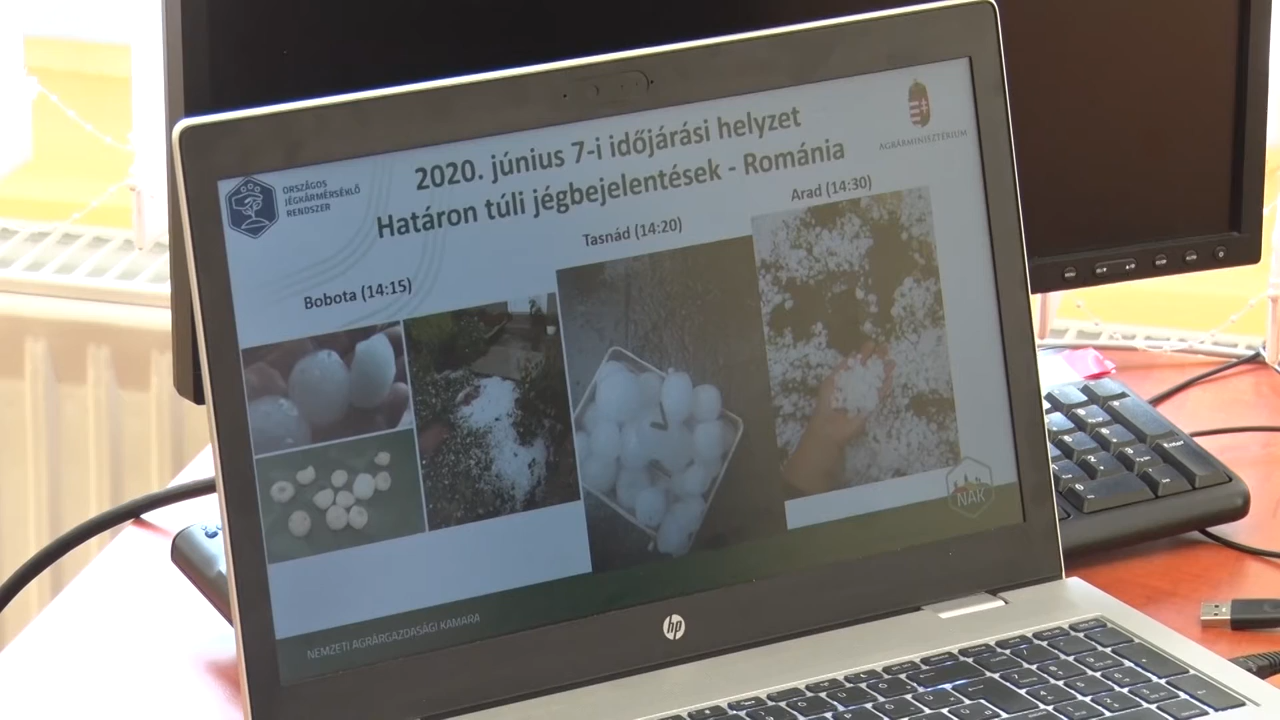 2020. június 7-i időjárási helyzet
Határon túli jégbejelentések - Románia
ORSZÁGOS
JÉGKÁRMÉRSÉKLŐ
RENDSZER
AGRÁRMINISZTÉRIUM
Bobota (14:15)
Tasnád (14:20)
Arad (14:30)
NAK
NEMZETI AGRÁRGAZDASÁGI KAMARA
hp
Enter